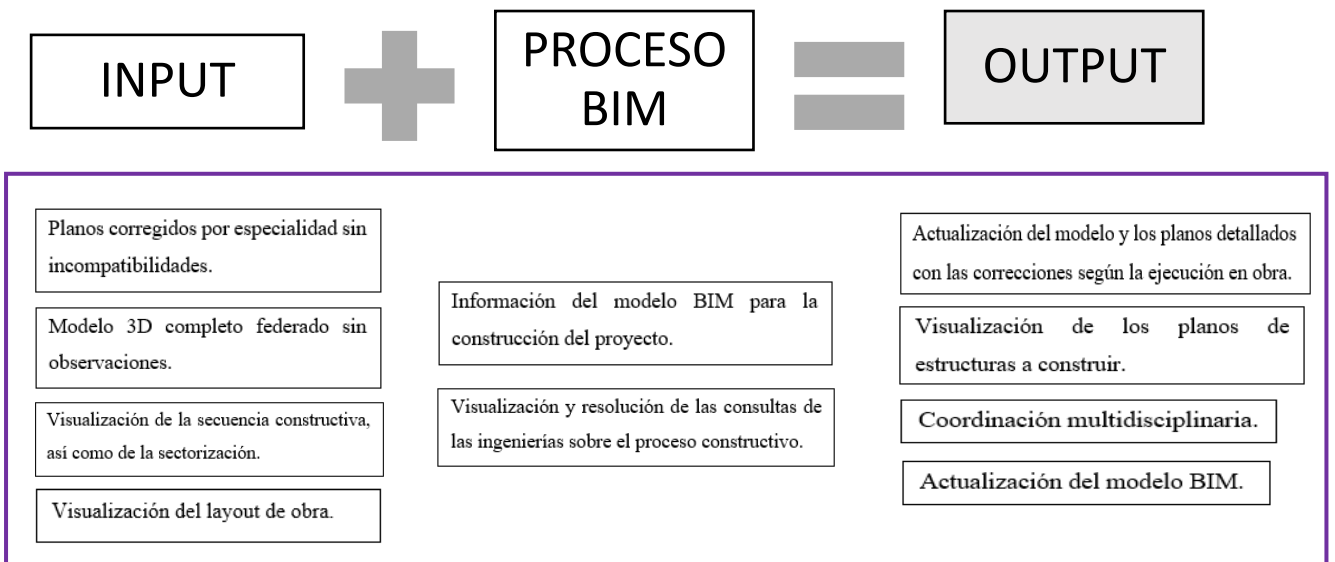 INPUT
PROCESO
BIM
OUTPUT
Planos corregidos por especialidad sin
incompatibilidades.
Modelo 3D completo federado sin
observaciones.
Visualización de la secuencia constructiva,
así como de la sectorización.
Visualización del layout de obra.
Información del modelo BIM para la
construcción del proyecto.
Visualización y resolución de las consultas de
las ingenierías sobre el proceso constructivo.
Actualización del modelo y los planos detallados
con las correcciones según la ejecución en obra.
Visualización de los planos de
estructuras a construir.
Coordinación multidisciplinaria.
Actualización del modelo BIM.